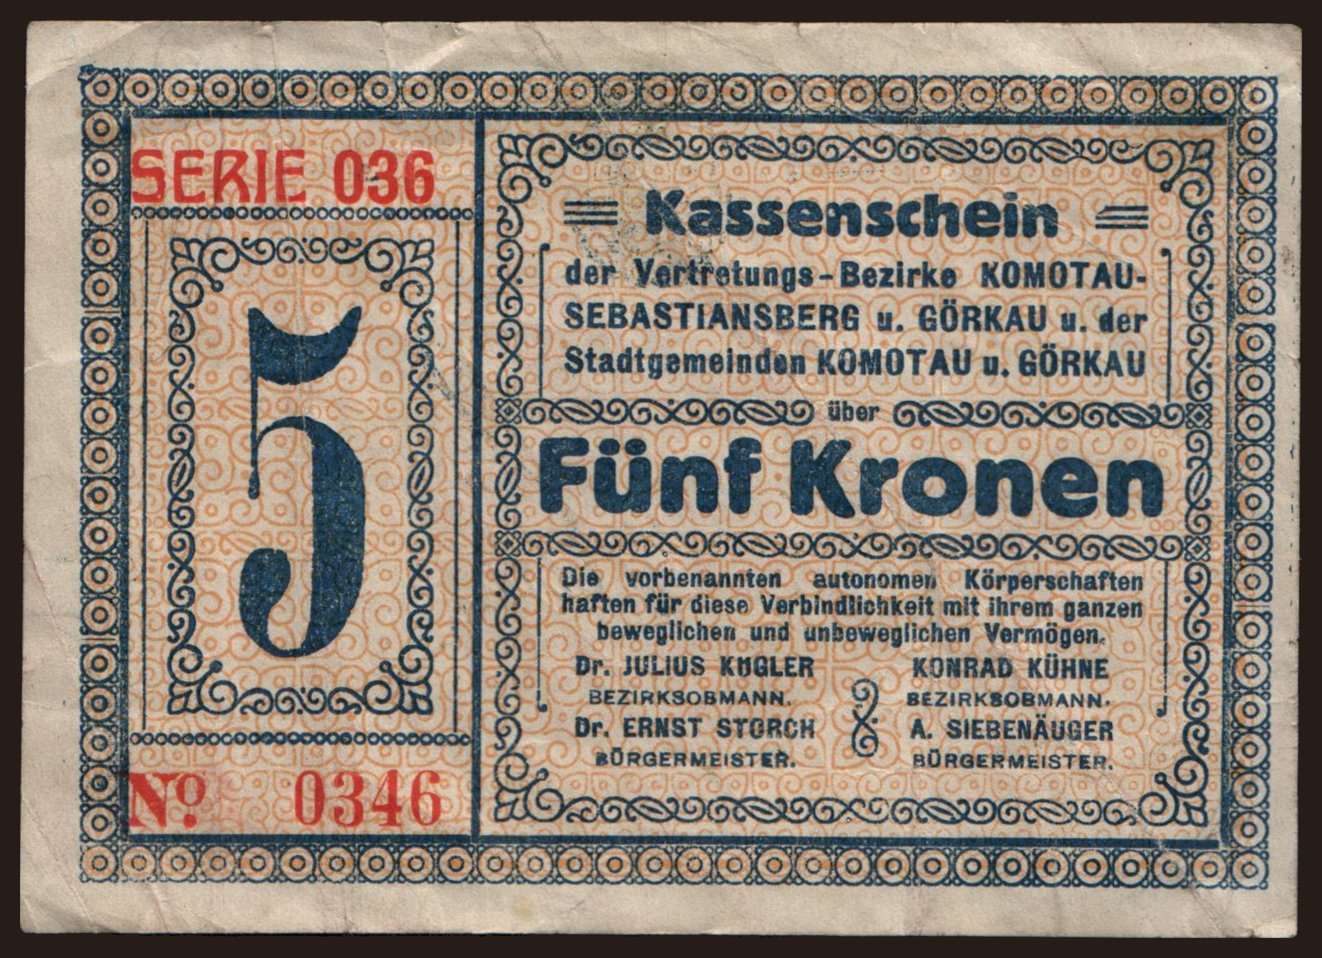 SERIE 036
5
No. 0346
Kassenschein
der Vertretungs-Bezirke KOMOTAU-
SEBASTIANSBERG u. GÖRKAU u. der
Stadtgemeinden KOMOTAU u. GÖRKAU
über
Fünf Kronen
Die vorbenannten autonomen Körperschaften
haften für diese Verbindlichkeit mit ihrem ganzen
beweglichen und unbeweglichen Vermögen.
Dr. JULIUS KUGLER
BEZIRKSOBMANN.
Dr. ERNST STORCH
BÜRGERMEISTER.
KONRAD KÜHNE
BEZIRKSOBMANN.
A. SIEBENÄUGER
BÜRGERMEISTER.